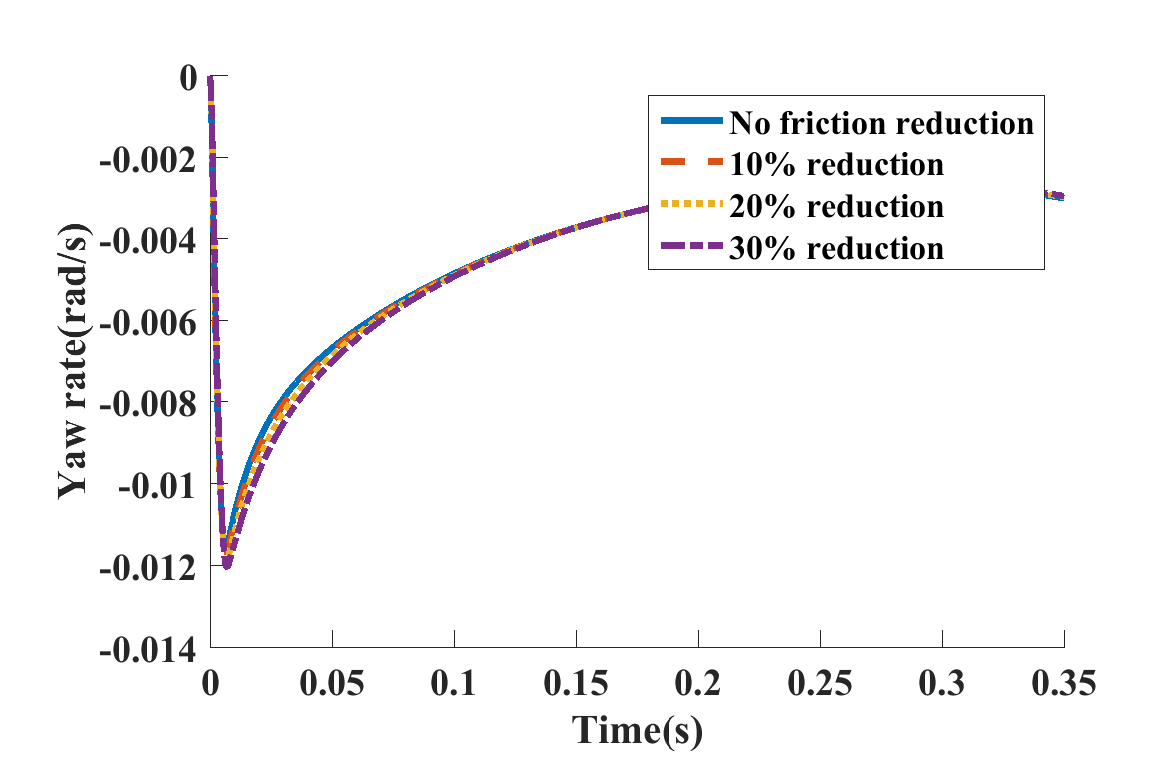 0
-0.002
-0.004
-0.006
-0.008
-0.01
-0.012
-0.014
Yaw rate(rad/s)
No friction reduction
10% reduction
20% reduction
30% reduction
0 0.05 0.1 0.15 0.2 0.25 0.3 0.35
Time(s)